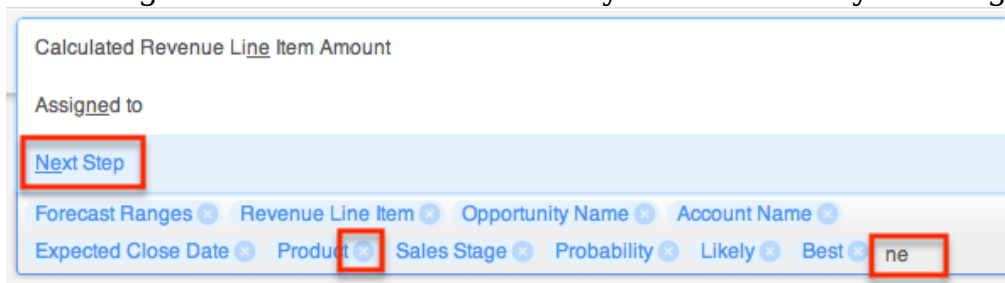 Calculated Revenue Line Item Amount
Assigned to
Next Step
Forecast Ranges Revenue Line Item Opportunity Name Account Name
Expected Close Date Product Sales Stage Probability Likely Best ne